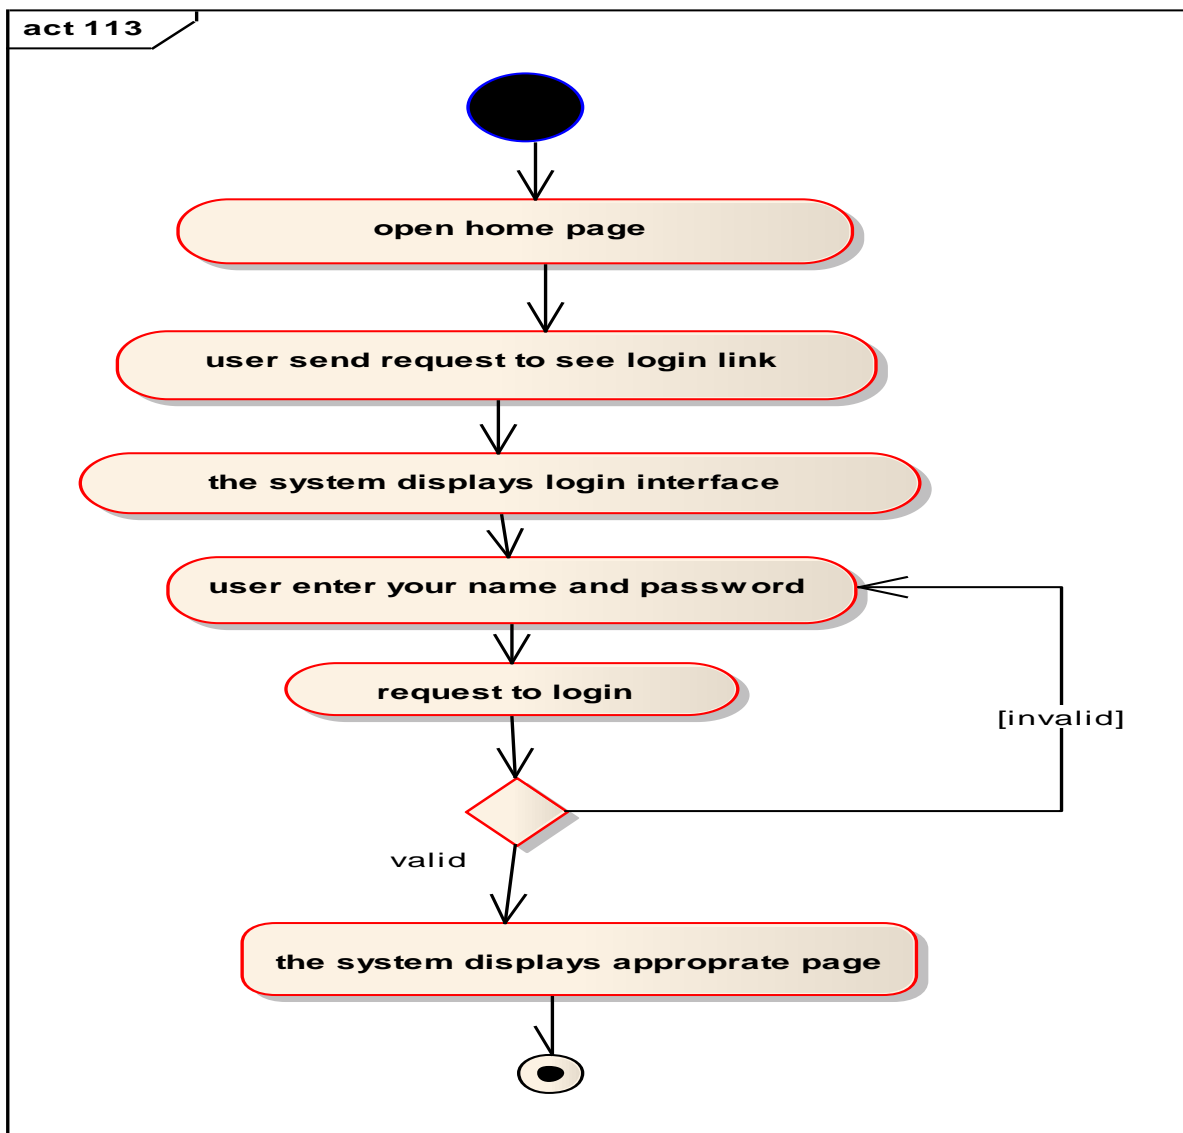 act 113
open home page
user send request to see login link
the system displays login interface
user enter your name and password
request to login
[invalid]
valid
the system displays approprate page